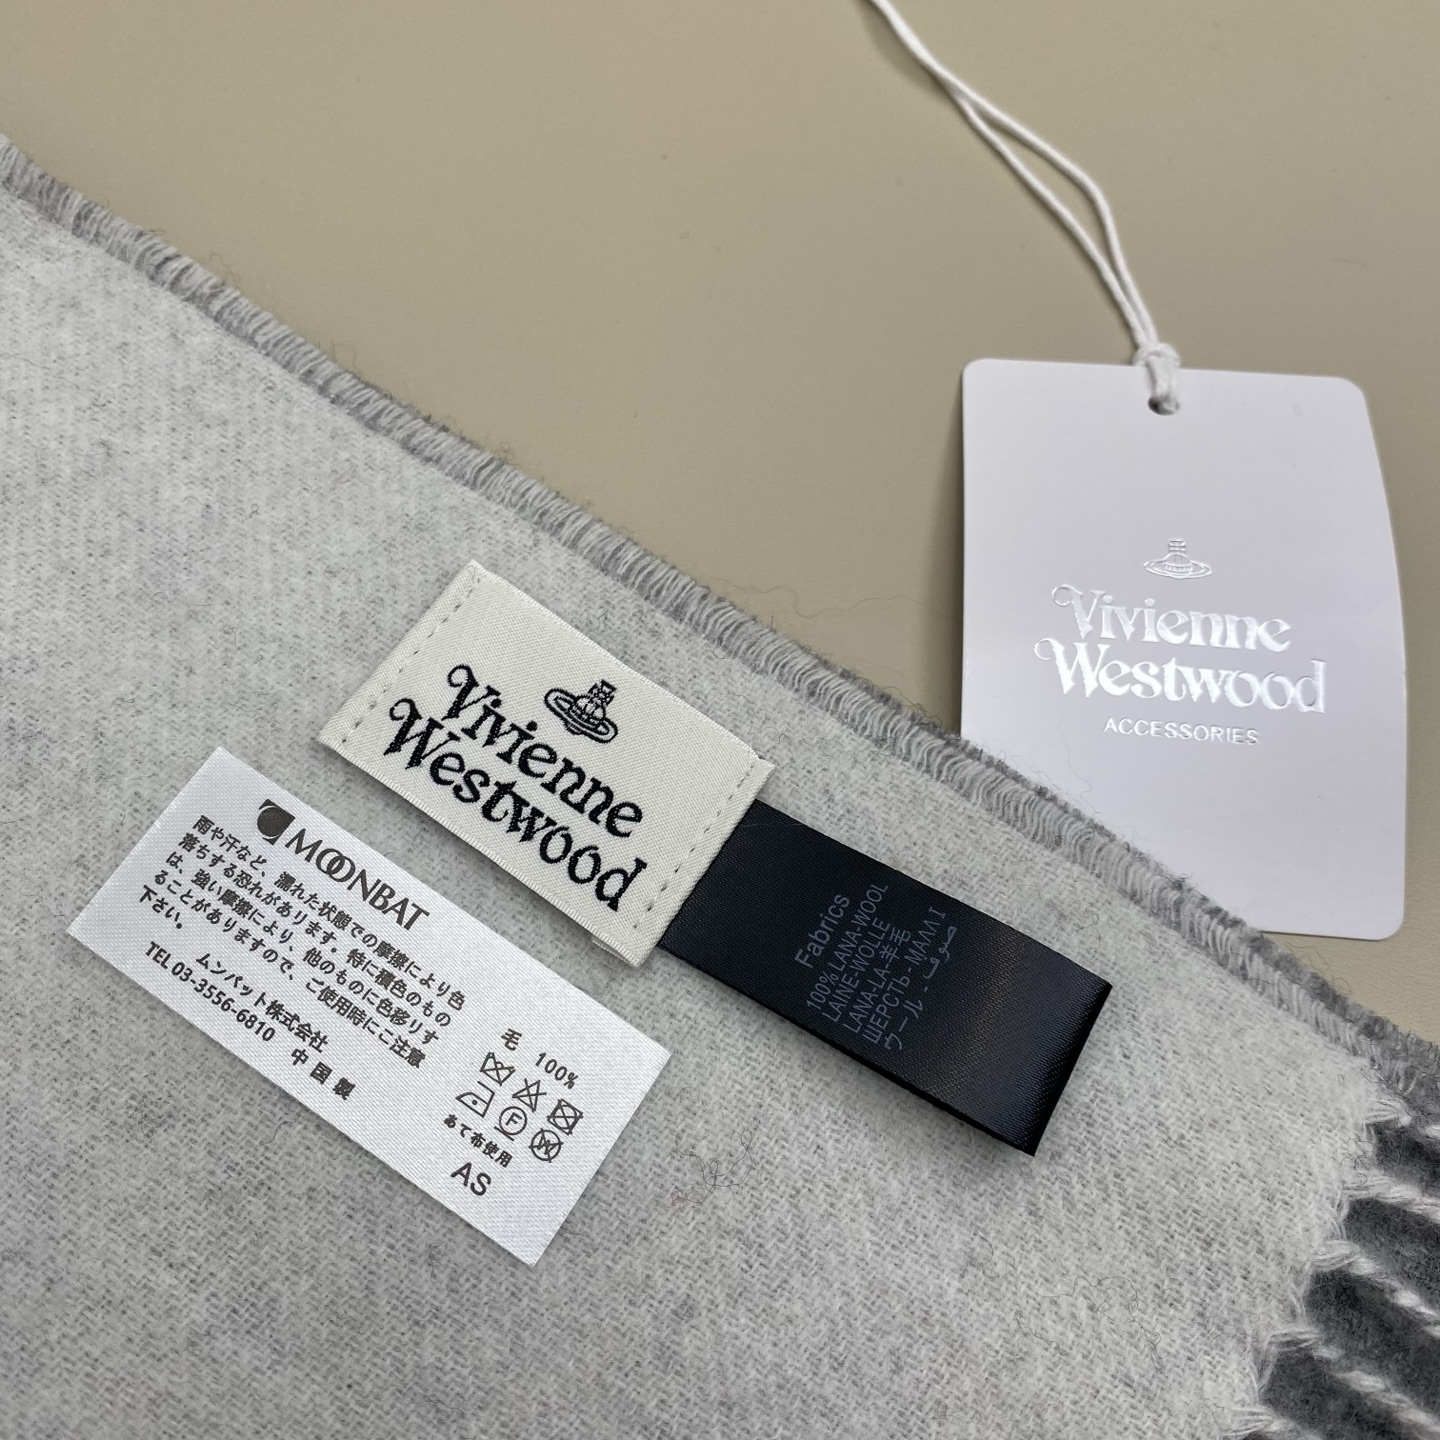 Vivienne
Westwood
ACCESSORIES
Vivienne
Westwood
Fabrics
100% LANA-WOOL
LAINE-WOLLE
LANA-LA-羊毛
ШЕРСТЬ- ΜΑΛΛΙ
ウール - صوف
MOONBAT
雨や汗など、濡れた状態での摩擦により色
落ちする恐れがあります。特に積色のもの
は、強い摩擦により、他のものに色移りす
ることがありますので、ご使用時にご注意
下さい。
ムンバット株式会社
TEL 03-3556-6810 中国製
毛 100%
F
W
あて布使用
AS